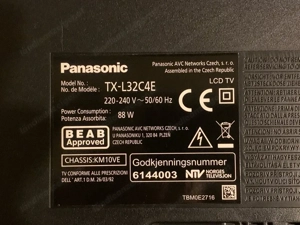 Panasonic
Panasonic AVC Networks Czech, s. r. o.
Assembled in the Czech Republic
LCD TV
Model No. :
No. de Modèle :
TX-L32C4E
220-240 V ~ 50/60 Hz
Power Consumption :
Potenza Assorbita:
88 W
CE
BEAB
Approved
PANASONIC AVC NETWORKS CZECH, s. r. o.
U PANASONIKU 1, 320 84 PLZEŇ
CZECH REPUBLIC
CHASSIS:KM10VE
TV CONFORME ALLE PRESCRIZIONI
DELL' ART.1 D.M. 26/03/92
Godkjenningsnummer
6144003
NTV
NORGES
TELEVISJON
TBM0E2716